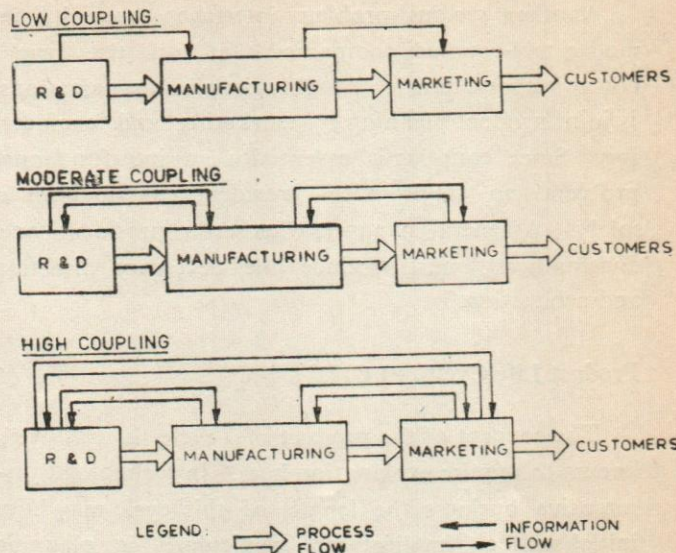 LOW COUPLING
R & D
MANUFACTURING
MARKETING
CUSTOMERS
MODERATE COUPLING
R & D
MANUFACTURING
MARKETING
CUSTOMERS
HIGH COUPLING
R & D
MANUFACTURING
MARKETING
CUSTOMERS
LEGEND:
PROCESS
FLOW
INFORMATION
FLOW